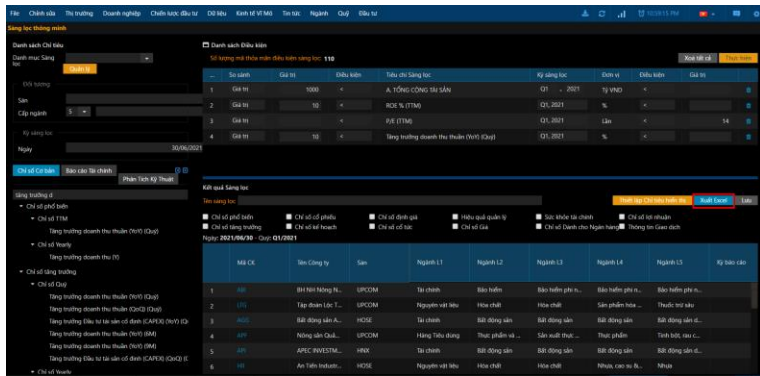 File Chỉnh sửa Thị trường Doanh nghiệp Chiến lược đầu tư Dữ liệu Kinh tế Vĩ Mô Tin tức Ngành Quỹ Đầu tư
Sàng lọc thông minh
Danh sách Chỉ tiêu
Danh mục Sàng lọc
Quản lý
Đối tượng
Sàn
Cấp ngành 5
Kỳ sàng lọc
Ngày 30/06/2021
Chỉ số Cơ bản Báo cáo Tài chính
Phân Tích Kỹ Thuật
tăng trưởng d
Chỉ số phổ biến
Chỉ số TTM
Tăng trưởng doanh thu thuần (YoY) (Quý)
Chỉ số Yearly
Tăng trưởng doanh thu (Y)
Chỉ số tăng trưởng
Chỉ số Quý
Tăng trưởng doanh thu thuần (YoY) (Quý)
Tăng trưởng doanh thu thuần (QoQ) (Quý)
Tăng trưởng Đầu tư tài sản cố định (CAPEX) (YoY) (Q
Tăng trưởng doanh thu thuần (YoY) (6M)
Tăng trưởng doanh thu thuần (YoY) (9M)
Tăng trưởng Đầu tư tài sản cố định (CAPEX) (QoQ) (
Chỉ số Yearly
Danh sách Điều kiện
Số lượng mã thỏa mãn điều kiện sàng lọc: 110
Xoá tất cả Thực hiện
... So sánh Giá trị Điều kiện Tiêu chí Sàng lọc Kỳ sàng lọc Đơn vị Điều kiện Giá trị
1 Giá trị 1000 < A. TỔNG CỘNG TÀI SẢN Q1 2021 Tỷ VND <
2 Giá trị 10 < ROE % (TTM) Q1, 2021 % <
3 Giá trị < P/E (TTM) Q1, 2021 Lần < 14
4 Giá trị 10 < Tăng trưởng doanh thu thuần (YoY) (Quý) Q1, 2021 % <
Kết quả Sàng lọc
Tên sàng lọc
Thiết lập Chỉ tiêu hiển thị Xuất Excel Lưu
Chỉ số phổ biến Chỉ số cổ phiếu Chỉ số định giá Hiệu quả quản lý Sức khỏe tài chính Chỉ số lợi nhuận
Chỉ số tăng trưởng Chỉ số kế hoạch Chỉ số cổ tức Chỉ số Giá Chỉ số Dành cho Ngân hàng Thông tin Giao dịch
Ngày: 2021/06/30 - Quý: Q1/2021
Mã CK Tên Công ty Sàn Ngành L1 Ngành L2 Ngành L3 Ngành L4 Ngành L5 Kỳ báo cáo
1 ABI BH NH Nông N... UPCOM Tài chính Bảo hiểm Bảo hiểm phi n... Bảo hiểm phi n... Bảo hiểm phi n...
2 LTG Tập đoàn Lộc T... UPCOM Nguyên vật liệu Hóa chất Hóa chất Sản phẩm hóa ... Thuốc trừ sâu
3 AGG Bất động sản A... HOSE Tài chính Bất động sản Bất động sản Bất động sản Bất động sản d...
4 APF Nông sản Quả... UPCOM Hàng Tiêu dùng Thực phẩm và ... Sản xuất thực ... Thực phẩm Tinh bột, rau c...
5 API APEC INVESTM... HNX Tài chính Bất động sản Bất động sản Bất động sản Bất động sản d...
6 HII An Tiến Industr... HOSE Nguyên vật liệu Hóa chất Hóa chất Nhựa, cao su &... Nhựa